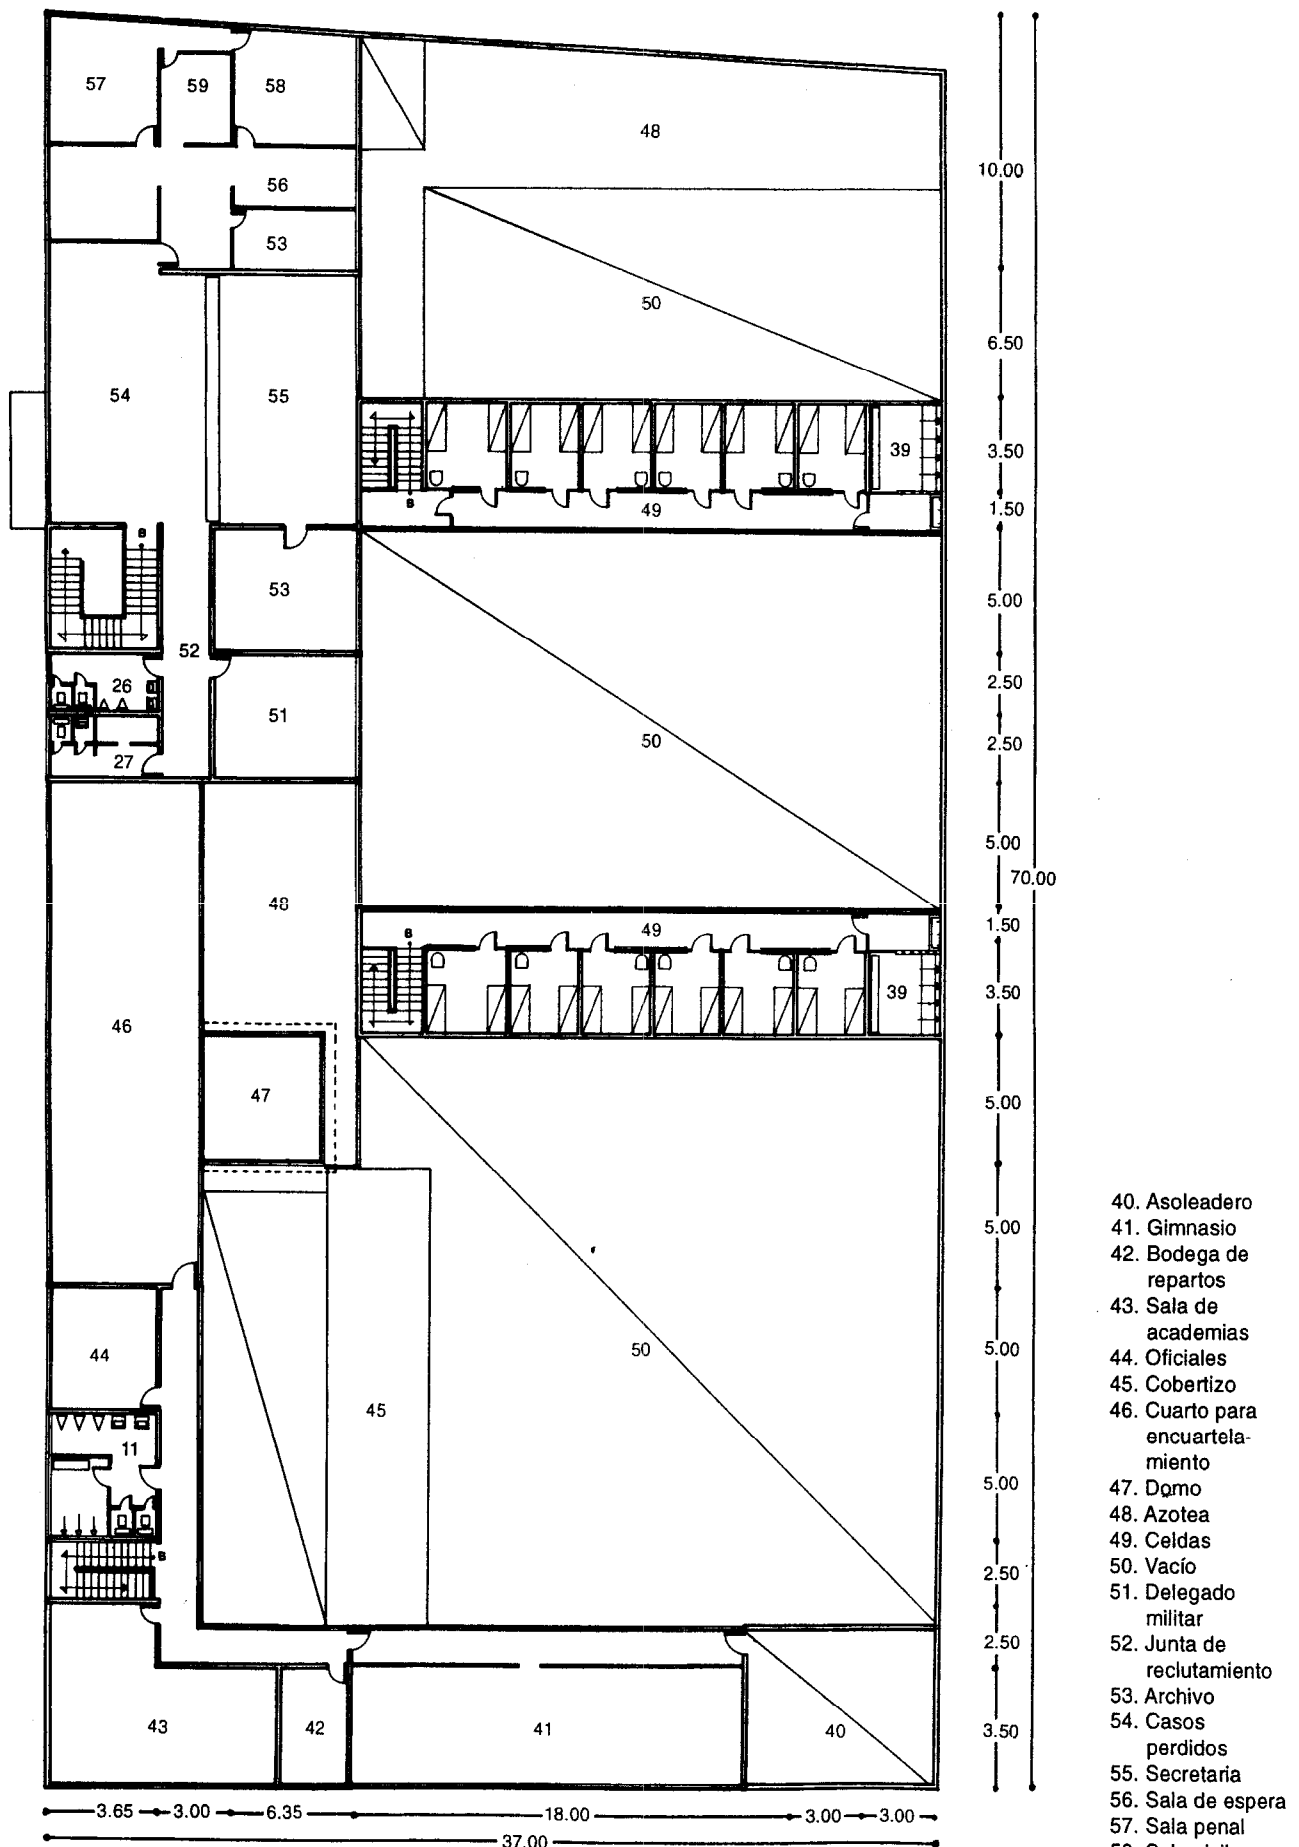 57
59
58
48
56
53
50
54
55
39
49
B
B
53
52
26
51
27
50
48
49
B
39
46
47
44
50
45
11
B
43
42
41
40
10.00
6.50
3.50
1.50
5.00
2.50
2.50
5.00
70.00
1.50
3.50
5.00
5.00
5.00
5.00
2.50
2.50
3.50
3.65
3.00
6.35
18.00
3.00
3.00
37.00
40. Asoleadero
41. Gimnasio
42. Bodega de
repartos
43. Sala de
academias
44. Oficiales
45. Cobertizo
46. Cuarto para
encuartela-
miento
47. Domo
48. Azotea
49. Celdas
50. Vacío
51. Delegado
militar
52. Junta de
reclutamiento
53. Archivo
54. Casos
perdidos
55. Secretaria
56. Sala de espera
57. Sala penal